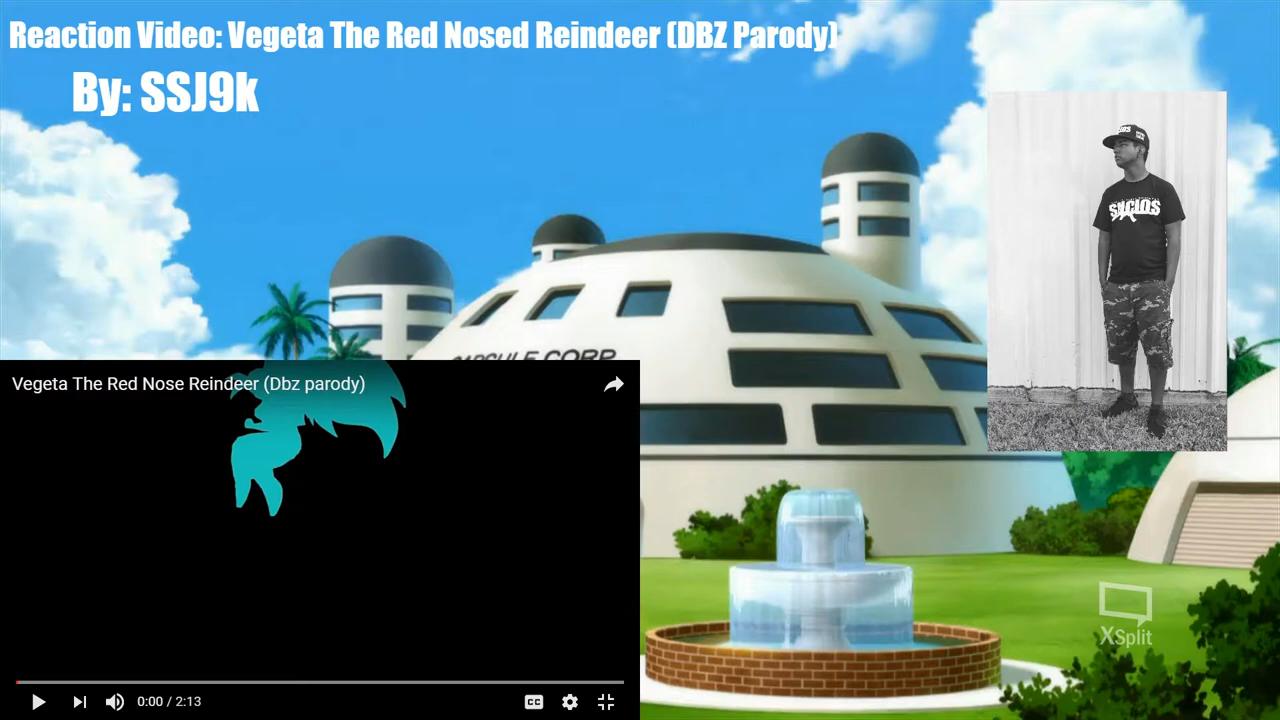 Reaction Video: Vegeta The Red Nosed Reindeer (DBZ Parody)
By: SSJ9k
CAPSULE CORP
Vegeta The Red Nose Reindeer (Dbz parody)
0:00 / 2:13
CC
XSplit